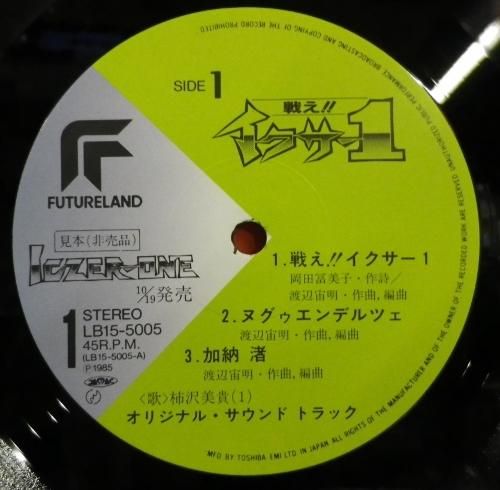 BROADCASTING AND COPYING OF THE RECORD PROHIBITED.
ALL RIGHTS OF THE MANUFACTURER AND OF THE OWNER OF THE RECORDED WORK ARE RESERVED UNAUTHORIZED PUBLIC PERFORMANCE
SIDE 1
戦え!!
イクサー1
FUTURELAND
見本(非売品)
ICZER-ONE
10/19発売
1
STEREO
LB15-5005
45R.P.M.
(LB15-5005-A)
Ⓟ1985
1.戦え!!イクサー1
岡田冨美子・作詩/
渡辺宙明・作曲,編曲
2.ヌグゥエンデルツェ
渡辺宙明・作曲,編曲
3.加納 渚
渡辺宙明・作曲,編曲
〈歌〉柿沢美貴(1)
オリジナル・サウンド トラック
MFD BY TOSHIBA EMI LTD. IN JAPAN